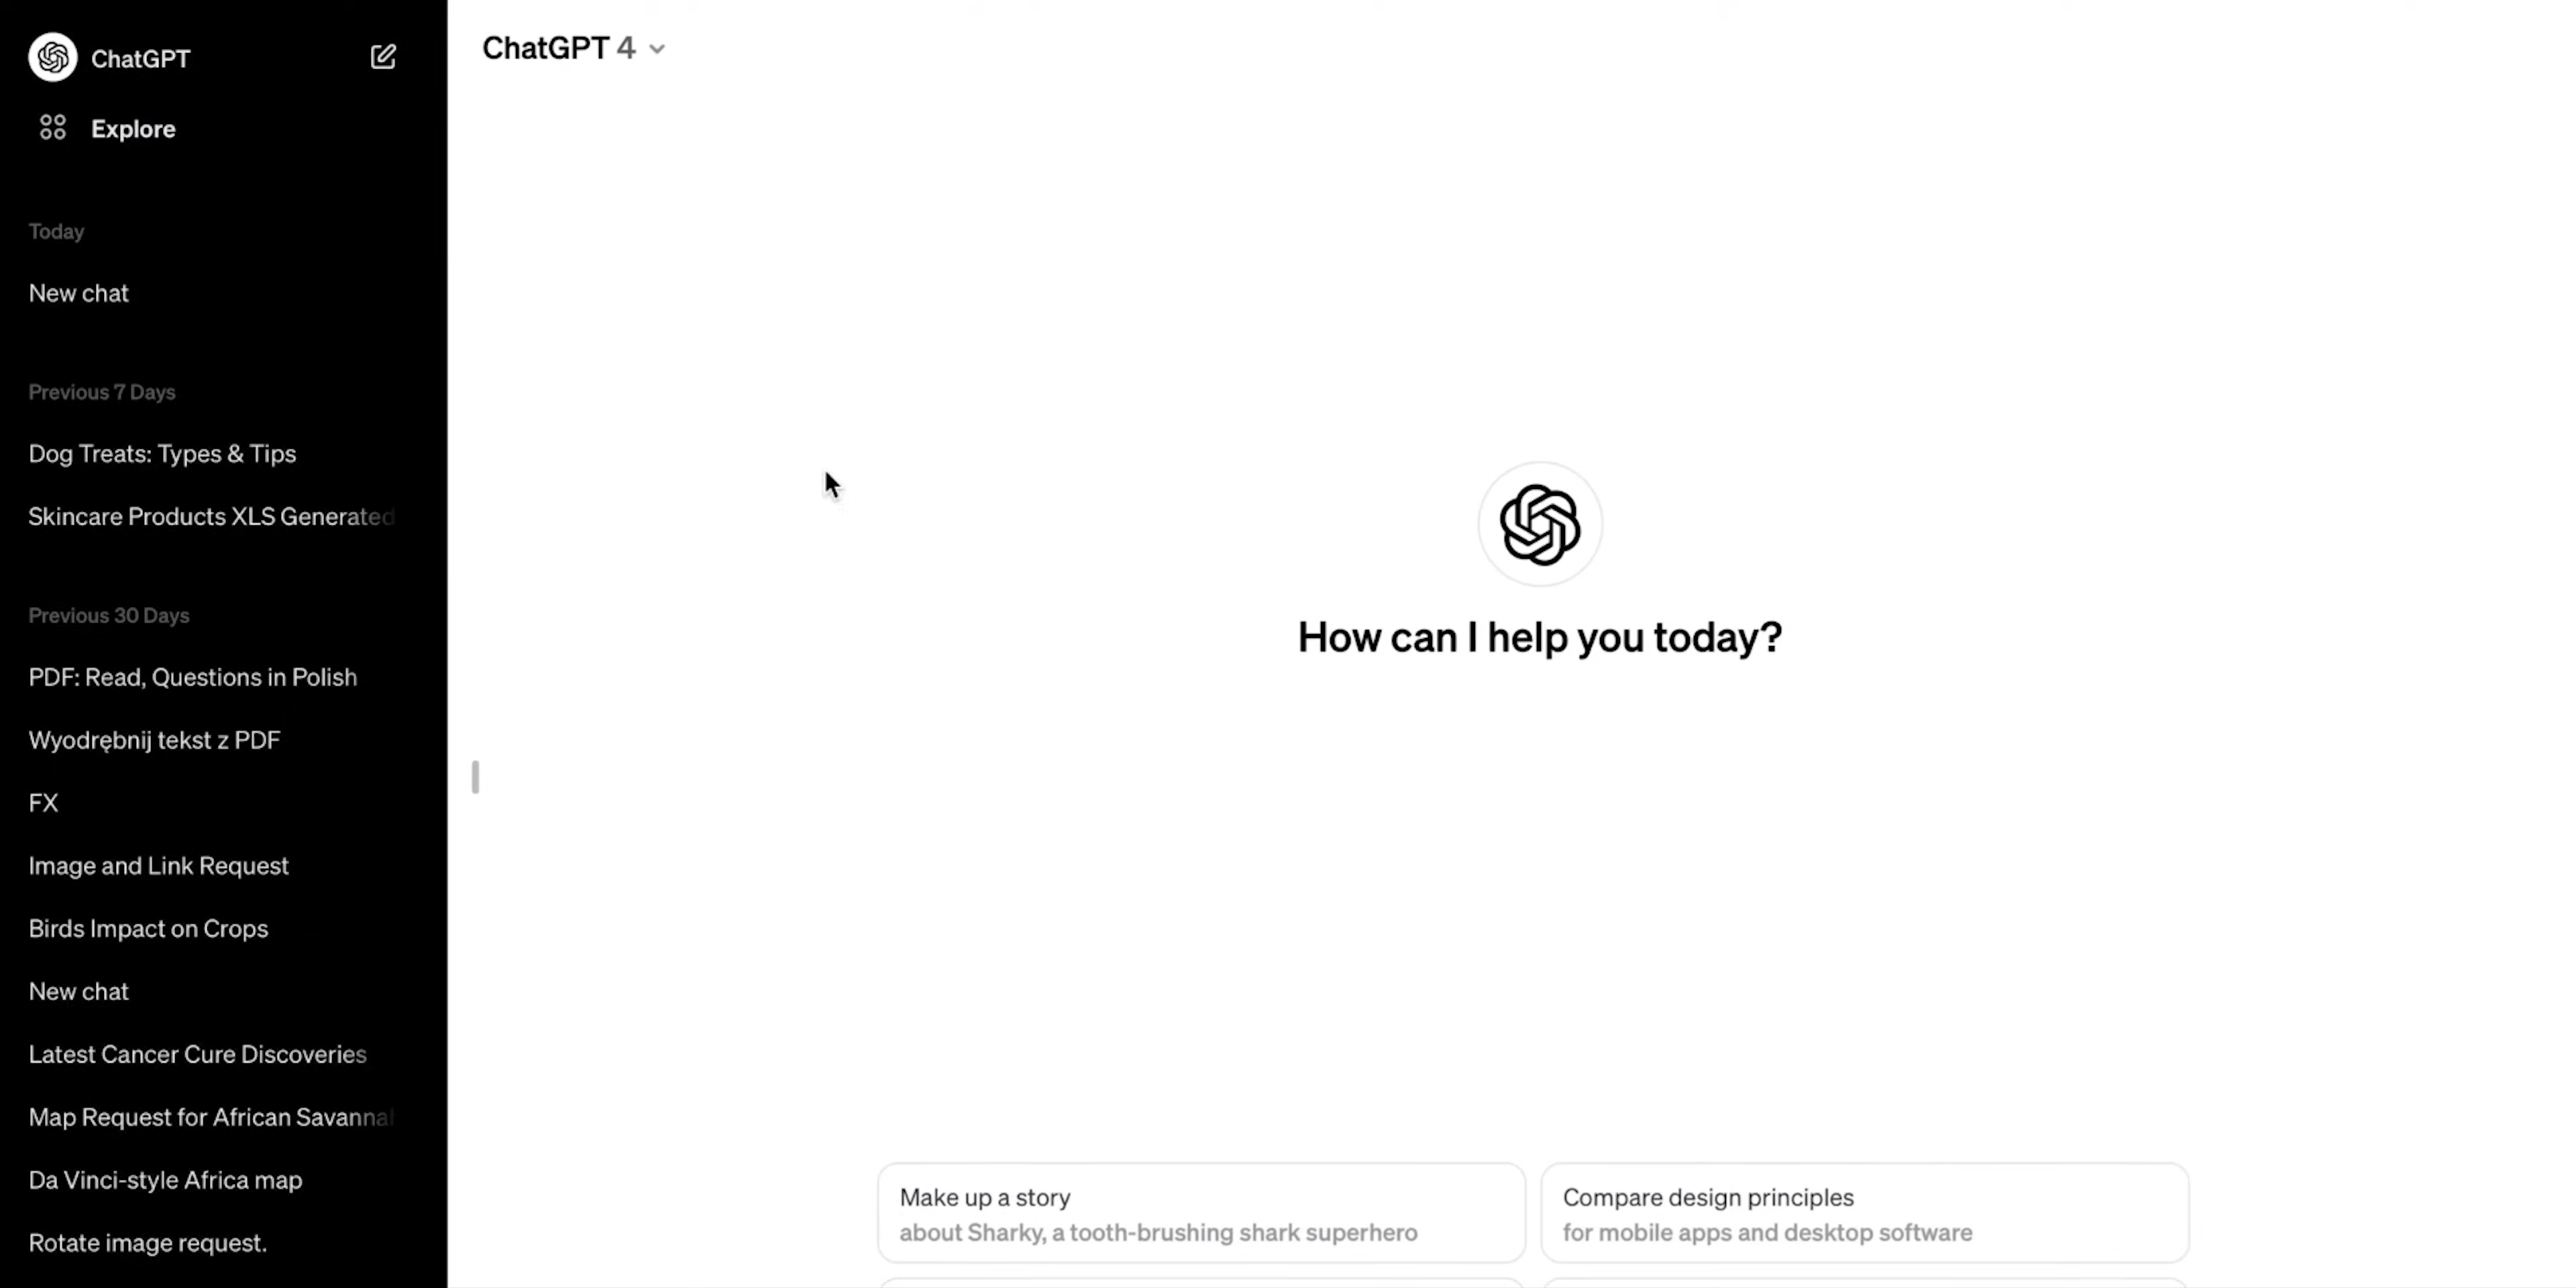 ChatGPT
Explore
Today
New chat
Previous 7 Days
Dog Treats: Types & Tips
Skincare Products XLS Generated
Previous 30 Days
PDF: Read, Questions in Polish
Wyodrębnij tekst z PDF
FX
Image and Link Request
Birds Impact on Crops
New chat
Latest Cancer Cure Discoveries
Map Request for African Savannah
Da Vinci-style Africa map
Rotate image request.
ChatGPT 4
How can I help you today?
Make up a story
about Sharky, a tooth-brushing shark superhero
Compare design principles
for mobile apps and desktop software